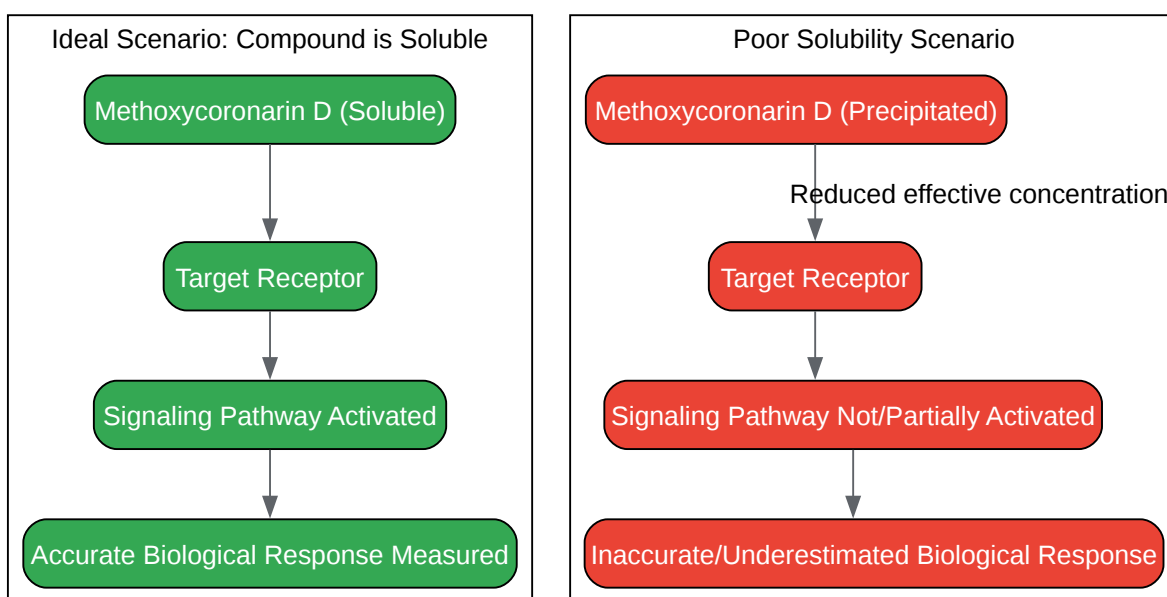 Ideal Scenario: Compound is Soluble
Methoxycoronarin D (Soluble)
Target Receptor
Signaling Pathway Activated
Accurate Biological Response Measured
Poor Solubility Scenario
Methoxycoronarin D (Precipitated)
Reduced effective concentration
Target Receptor
Signaling Pathway Not/Partially Activated
Inaccurate/Underestimated Biological Response